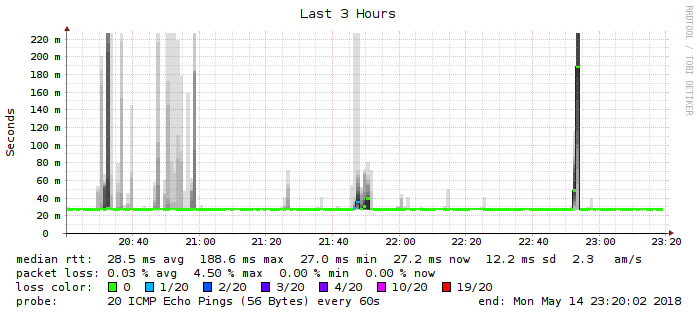 Last 3 Hours
RRDTOOL / TOBI OETIKER
Seconds
220 m
200 m
180 m
160 m
140 m
120 m
100 m
80 m
60 m
40 m
20 m
0
20:40 21:00 21:20 21:40 22:00 22:20 22:40 23:00 23:20
median rtt: 28.5 ms avg 188.6 ms max 27.0 ms min 27.2 ms now 12.2 ms sd 2.3 am/s
packet loss: 0.03 % avg 4.50 % max 0.00 % min 0.00 % now
loss color: 0 1/20 2/20 3/20 4/20 10/20 19/20
probe: 20 ICMP Echo Pings (56 Bytes) every 60s end: Mon May 14 23:20:02 2018